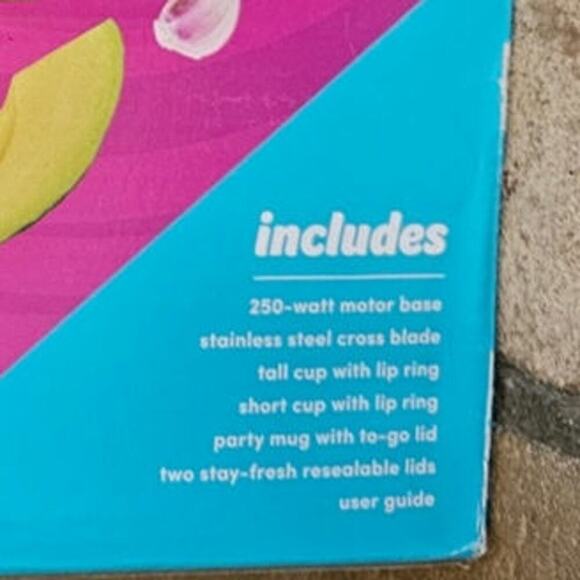 includes
250-watt motor base
stainless steel cross blade
tall cup with lip ring
short cup with lip ring
party mug with to-go lid
two stay-fresh resealable lids
user guide